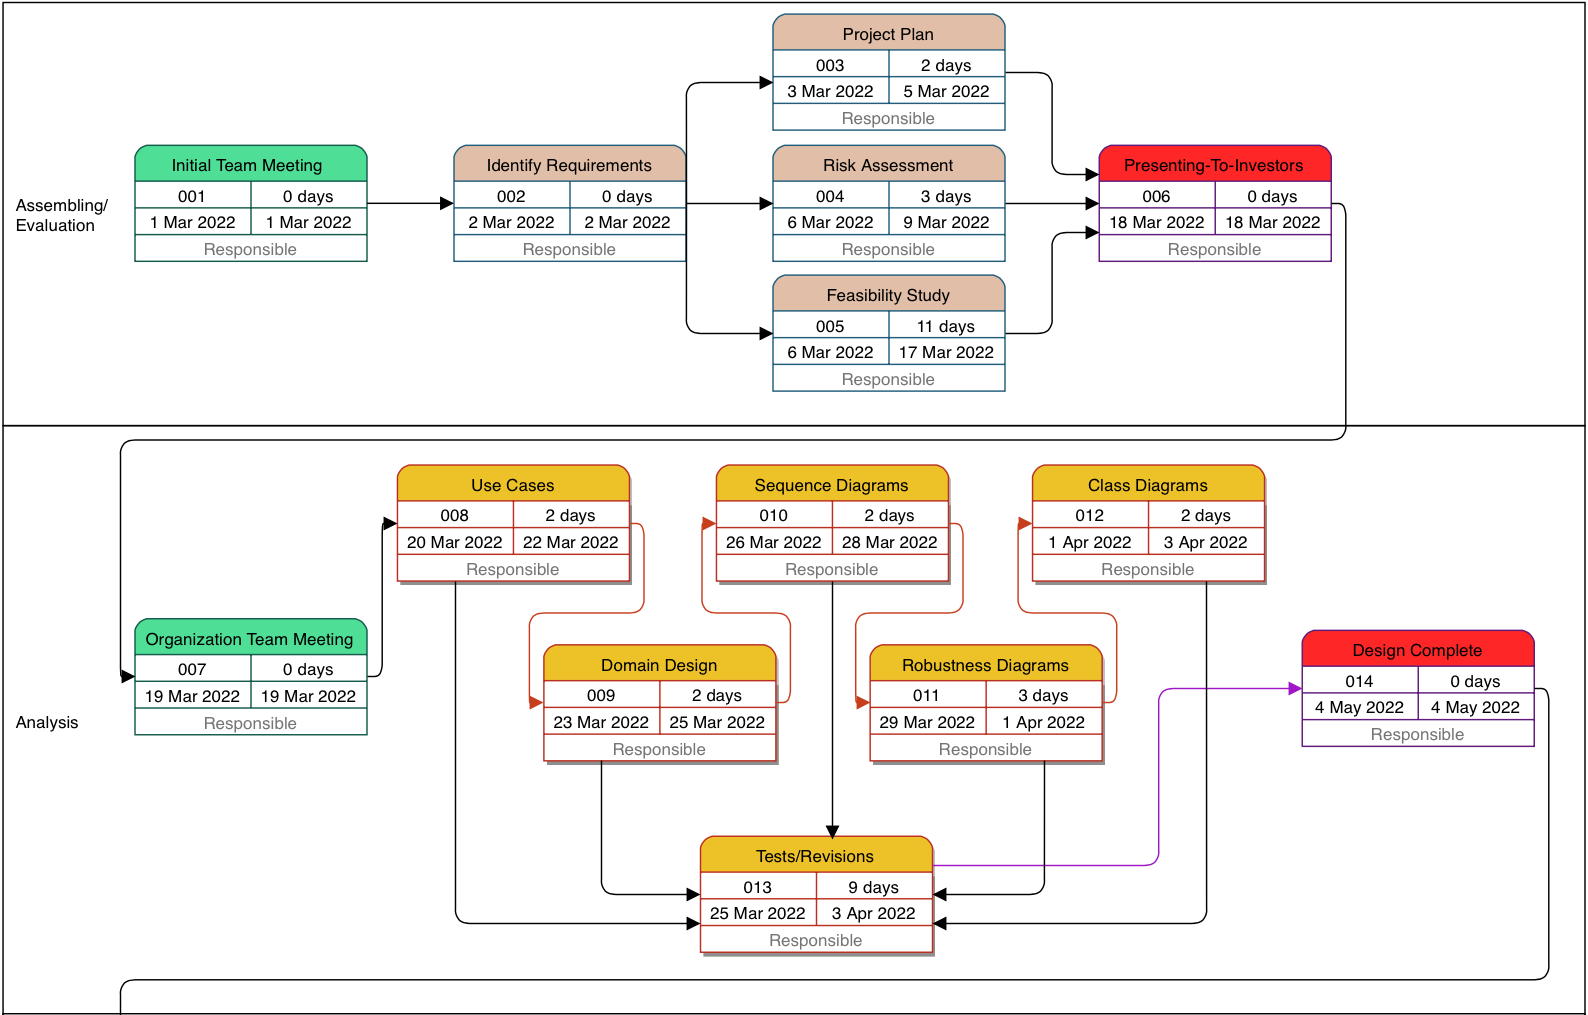 Assembling/
Evaluation
Initial Team Meeting
001 0 days
1 Mar 2022 1 Mar 2022
Responsible
Identify Requirements
002 0 days
2 Mar 2022 2 Mar 2022
Responsible
Project Plan
003 2 days
3 Mar 2022 5 Mar 2022
Responsible
Risk Assessment
004 3 days
6 Mar 2022 9 Mar 2022
Responsible
Feasibility Study
005 11 days
6 Mar 2022 17 Mar 2022
Responsible
Presenting-To-Investors
006 0 days
18 Mar 2022 18 Mar 2022
Responsible
Analysis
Organization Team Meeting
007 0 days
19 Mar 2022 19 Mar 2022
Responsible
Use Cases
008 2 days
20 Mar 2022 22 Mar 2022
Responsible
Domain Design
009 2 days
23 Mar 2022 25 Mar 2022
Responsible
Sequence Diagrams
010 2 days
26 Mar 2022 28 Mar 2022
Responsible
Robustness Diagrams
011 3 days
29 Mar 2022 1 Apr 2022
Responsible
Class Diagrams
012 2 days
1 Apr 2022 3 Apr 2022
Responsible
Tests/Revisions
013 9 days
25 Mar 2022 3 Apr 2022
Responsible
Design Complete
014 0 days
4 May 2022 4 May 2022
Responsible